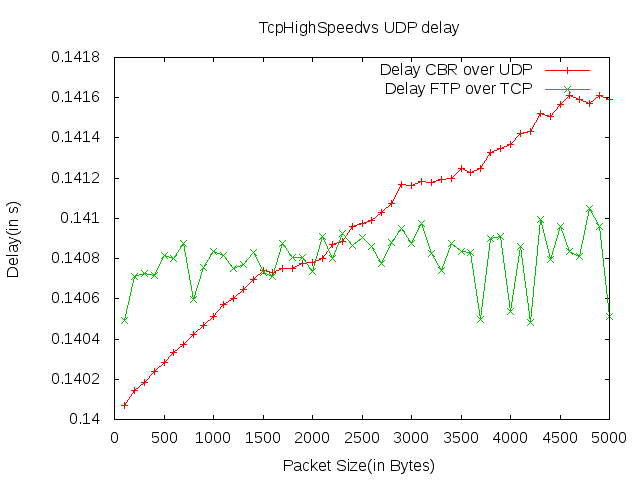 TcpHighSpeedvs UDP delay
0.1418
0.1416
0.1414
0.1412
0.141
0.1408
0.1406
0.1404
0.1402
0.14
Delay CBR over UDP
Delay FTP over TCP
Delay(in s)
0 500 1000 1500 2000 2500 3000 3500 4000 4500 5000
Packet Size(in Bytes)